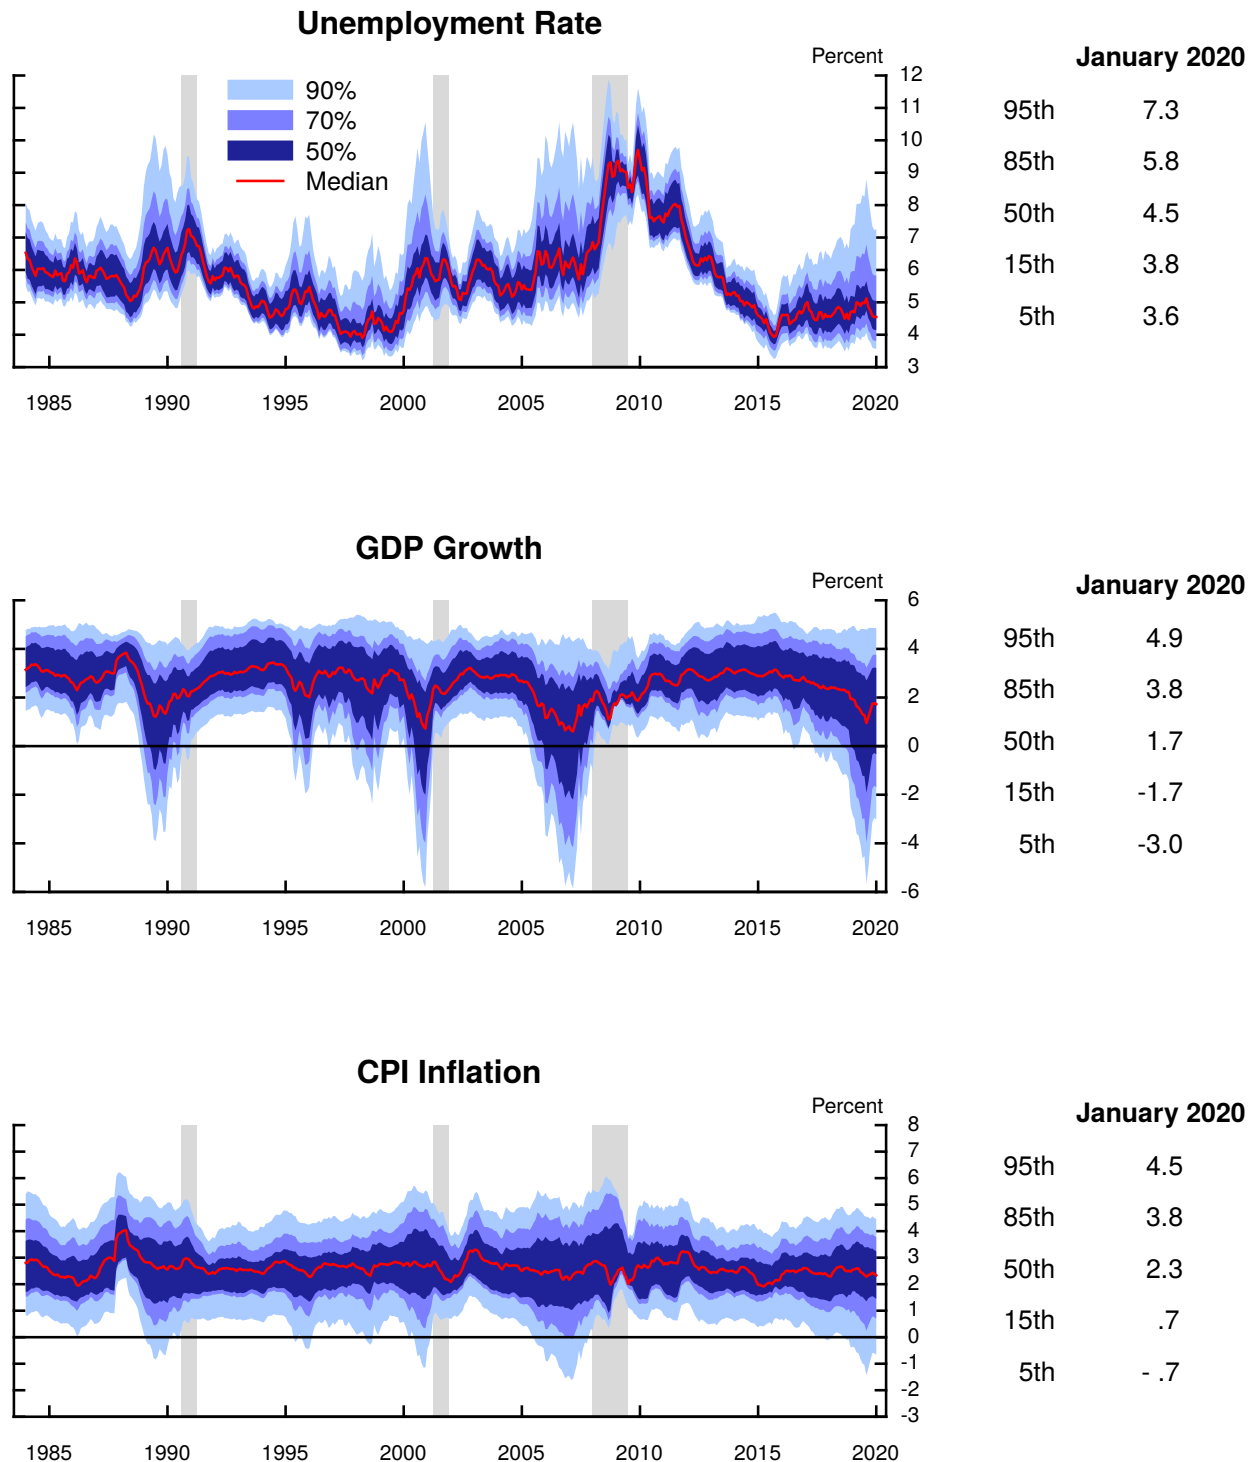 Unemployment Rate
Percent
January 2020
90%
70%
50%
Median
12
11
10
9
8
7
6
5
4
3
1985 1990 1995 2000 2005 2010 2015 2020
95th 7.3
85th 5.8
50th 4.5
15th 3.8
5th 3.6
GDP Growth
Percent
January 2020
6
4
2
0
-2
-4
-6
1985 1990 1995 2000 2005 2010 2015 2020
95th 4.9
85th 3.8
50th 1.7
15th -1.7
5th -3.0
CPI Inflation
Percent
January 2020
8
7
6
5
4
3
2
1
0
-1
-2
-3
1985 1990 1995 2000 2005 2010 2015 2020
95th 4.5
85th 3.8
50th 2.3
15th .7
5th - .7